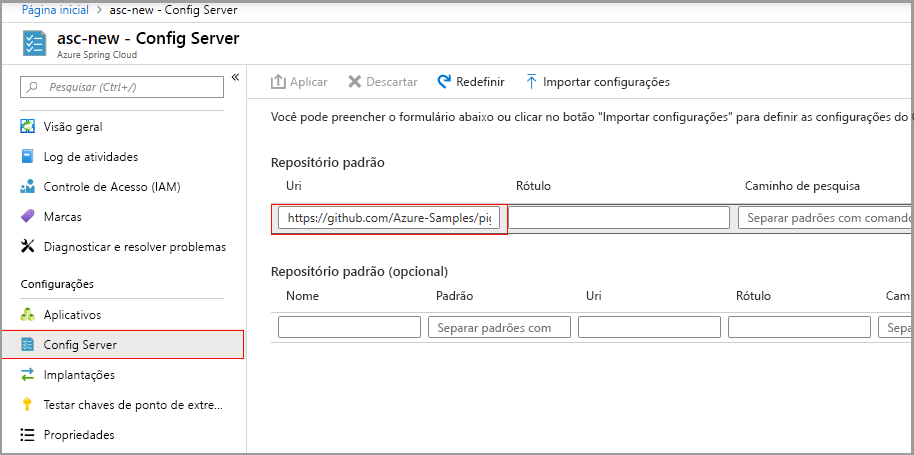 Página inicial > asc-new - Config Server
asc-new - Config Server
Azure Spring Cloud
Pesquisar (Ctrl+/)
«
Visão geral
Log de atividades
Controle de Acesso (IAM)
Marcas
Diagnosticar e resolver problemas
Configurações
Aplicativos
Config Server
Implantações
Testar chaves de ponto de extre...
Propriedades
Aplicar Descartar Redefinir Importar configurações
Você pode preencher o formulário abaixo ou clicar no botão "Importar configurações" para definir as configurações do
Repositório padrão
Uri Rótulo Caminho de pesquisa
https://github.com/Azure-Samples/pi Separar padrões com comando
Repositório padrão (opcional)
Nome Padrão Uri Rótulo Cam
Separar padrões com Sepa